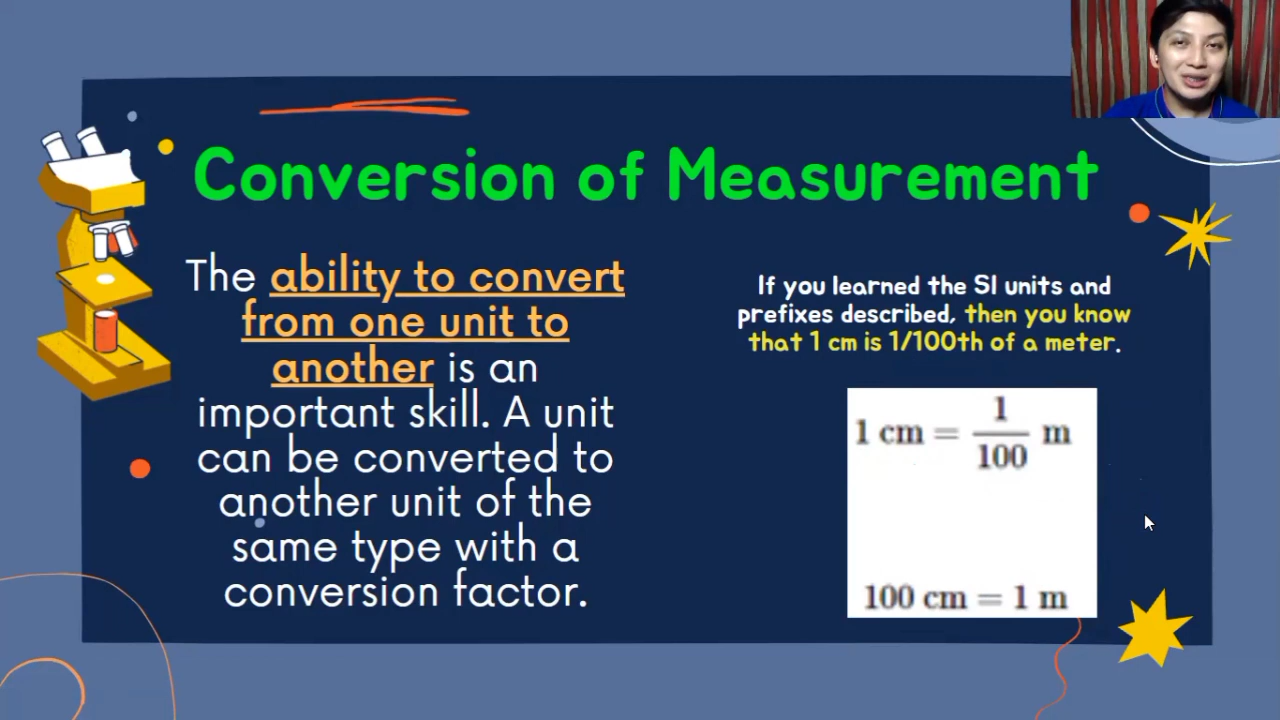 Conversion of Measurement
The ability to convert
from one unit to
another is an
important skill. A unit
can be converted to
another unit of the
same type with a
conversion factor.
If you learned the SI units and
prefixes described, then you know
that 1 cm is 1/100th of a meter.
1 cm = 1/100 m
100 cm = 1 m